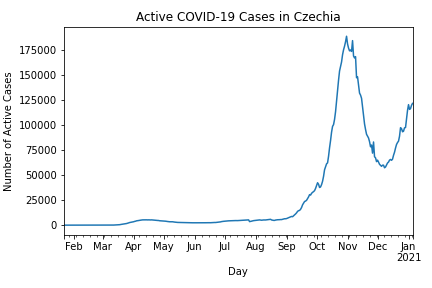 Active COVID-19 Cases in Czechia
Number of Active Cases
175000
150000
125000
100000
75000
50000
25000
0
Feb Mar Apr May Jun Jul Aug Sep Oct Nov Dec Jan
2021
Day